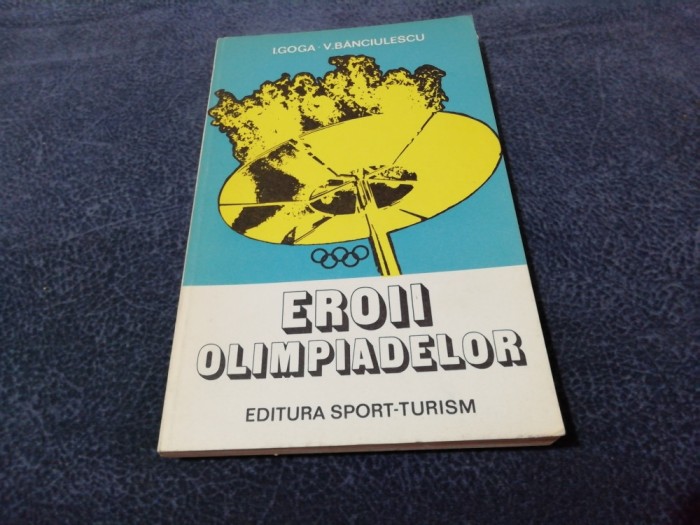 I.GOGA · V.BĂNCIULESCU
EROII
OLIMPIADELOR
EDITURA SPORT-TURISM